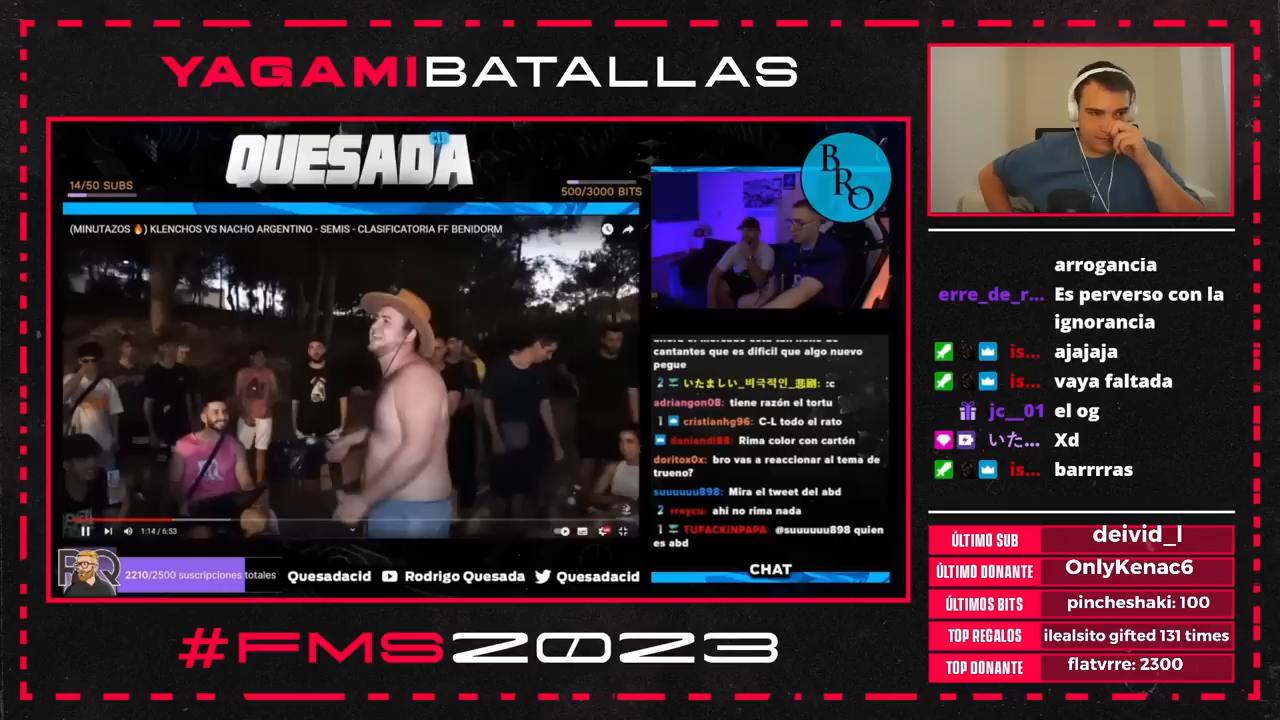 YAGAMIBATALLAS
QUESADA
CID
14/50 SUBS
500/3000 BITS
BRO
(MINUTAZOS 🔥) KLENCHOS VS NACHO ARGENTINO - SEMIS - CLASIFICATORIA FF BENIDORM
1:14 / 6:53
cantantes que es dificil que algo nuevo
pegue
いたましい_비극적인_悲劇: :c
adriangon08: tiene razón el tortu
1 cristianhg96: C-L todo el rato
daniandi88: Rima color con cartón
doritox0x: bro vas a reaccionar al tema de
trueno?
suuuuuu898: Mira el tweet del abd
2 rreycu: ahi no rima nada
1 TUFACKINPAPA: @suuuuuu898 quien
es abd
CHAT
2210/2500 suscripciones totales
Quesadacid
Rodrigo Quesada
Quesadacid
#FMS2023
arrogancia
erre_de_r... Es perverso con la
ignorancia
is... ajajaja
is... vaya faltada
jc__01 el og
いた... Xd
is... barrrras
ÚLTIMO SUB deivid_l
ÚLTIMO DONANTE OnlyKenac6
ÚLTIMOS BITS pincheshaki: 100
TOP REGALOS ilealsito gifted 131 times
TOP DONANTE flatvrre: 2300